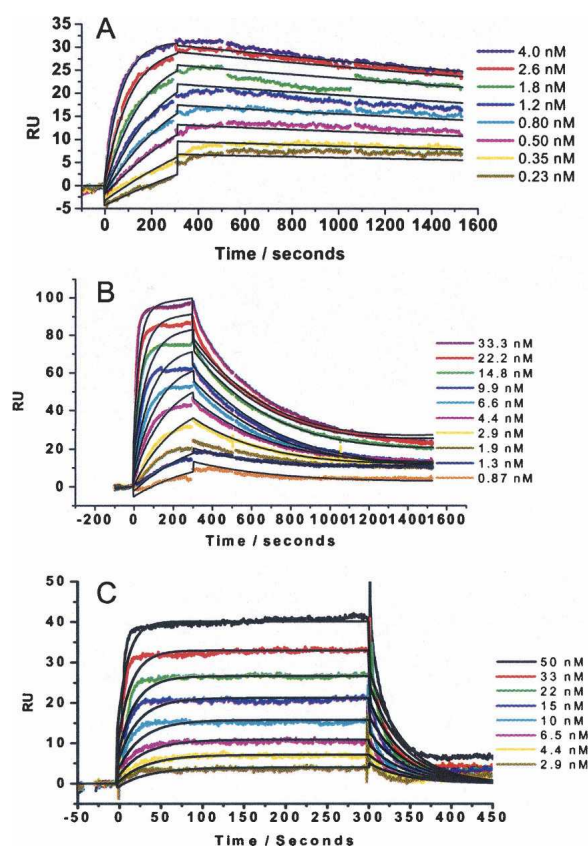 A
35
30
25
20
15
10
5
0
-5
RU
0 200 400 600 800 1000 1200 1400 1600
Time / seconds
4.0 nM
2.6 nM
1.8 nM
1.2 nM
0.80 nM
0.50 nM
0.35 nM
0.23 nM
B
100
80
60
40
20
0
RU
-200 0 200 400 600 800 1000 1200 1400 1600
Time / seconds
33.3 nM
22.2 nM
14.8 nM
9.9 nM
6.6 nM
4.4 nM
2.9 nM
1.9 nM
1.3 nM
0.87 nM
C
50
40
30
20
10
0
RU
-50 0 50 100 150 200 250 300 350 400 450
Time / Seconds
50 nM
33 nM
22 nM
15 nM
10 nM
6.5 nM
4.4 nM
2.9 nM